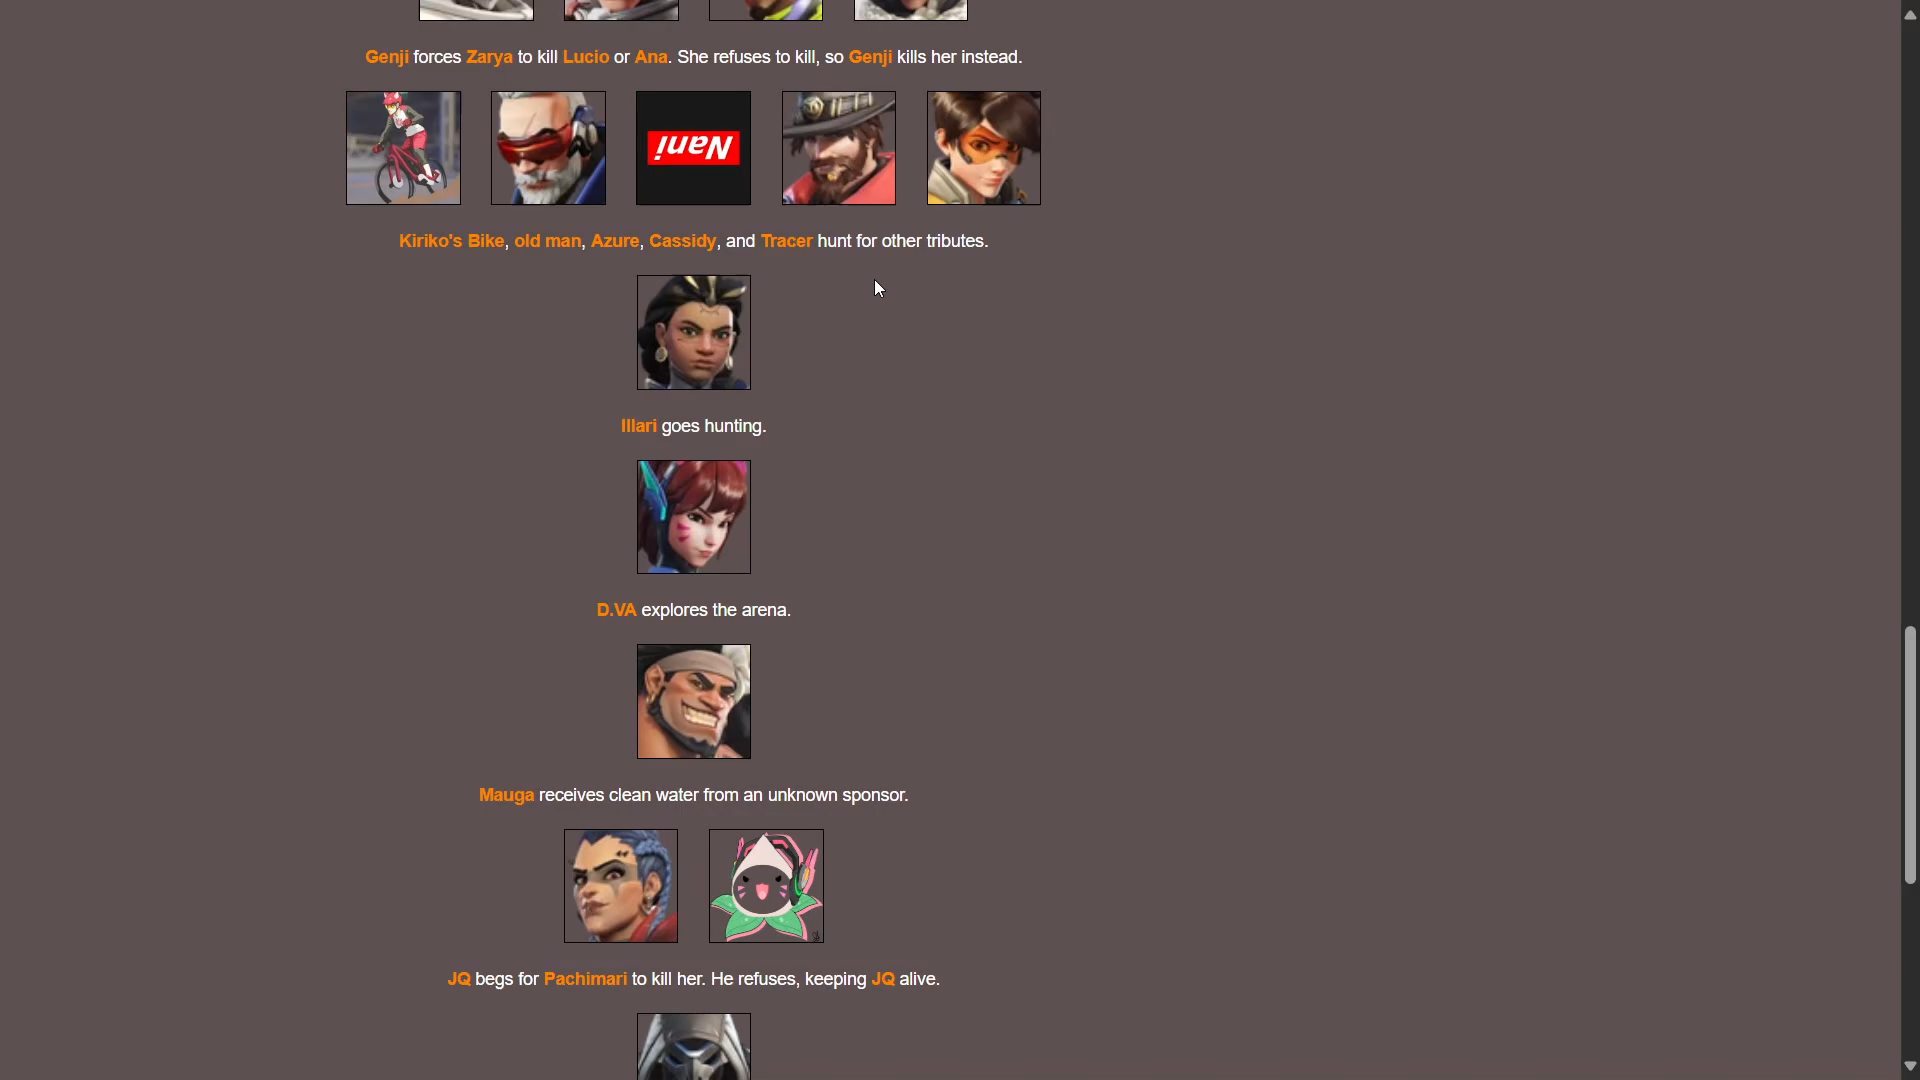 Genji forces Zarya to kill Lucio or Ana. She refuses to kill, so Genji kills her instead.
Nani
Kiriko's Bike, old man, Azure, Cassidy, and Tracer hunt for other tributes.
Illari goes hunting.
D.VA explores the arena.
Mauga receives clean water from an unknown sponsor.
JQ begs for Pachimari to kill her. He refuses, keeping JQ alive.